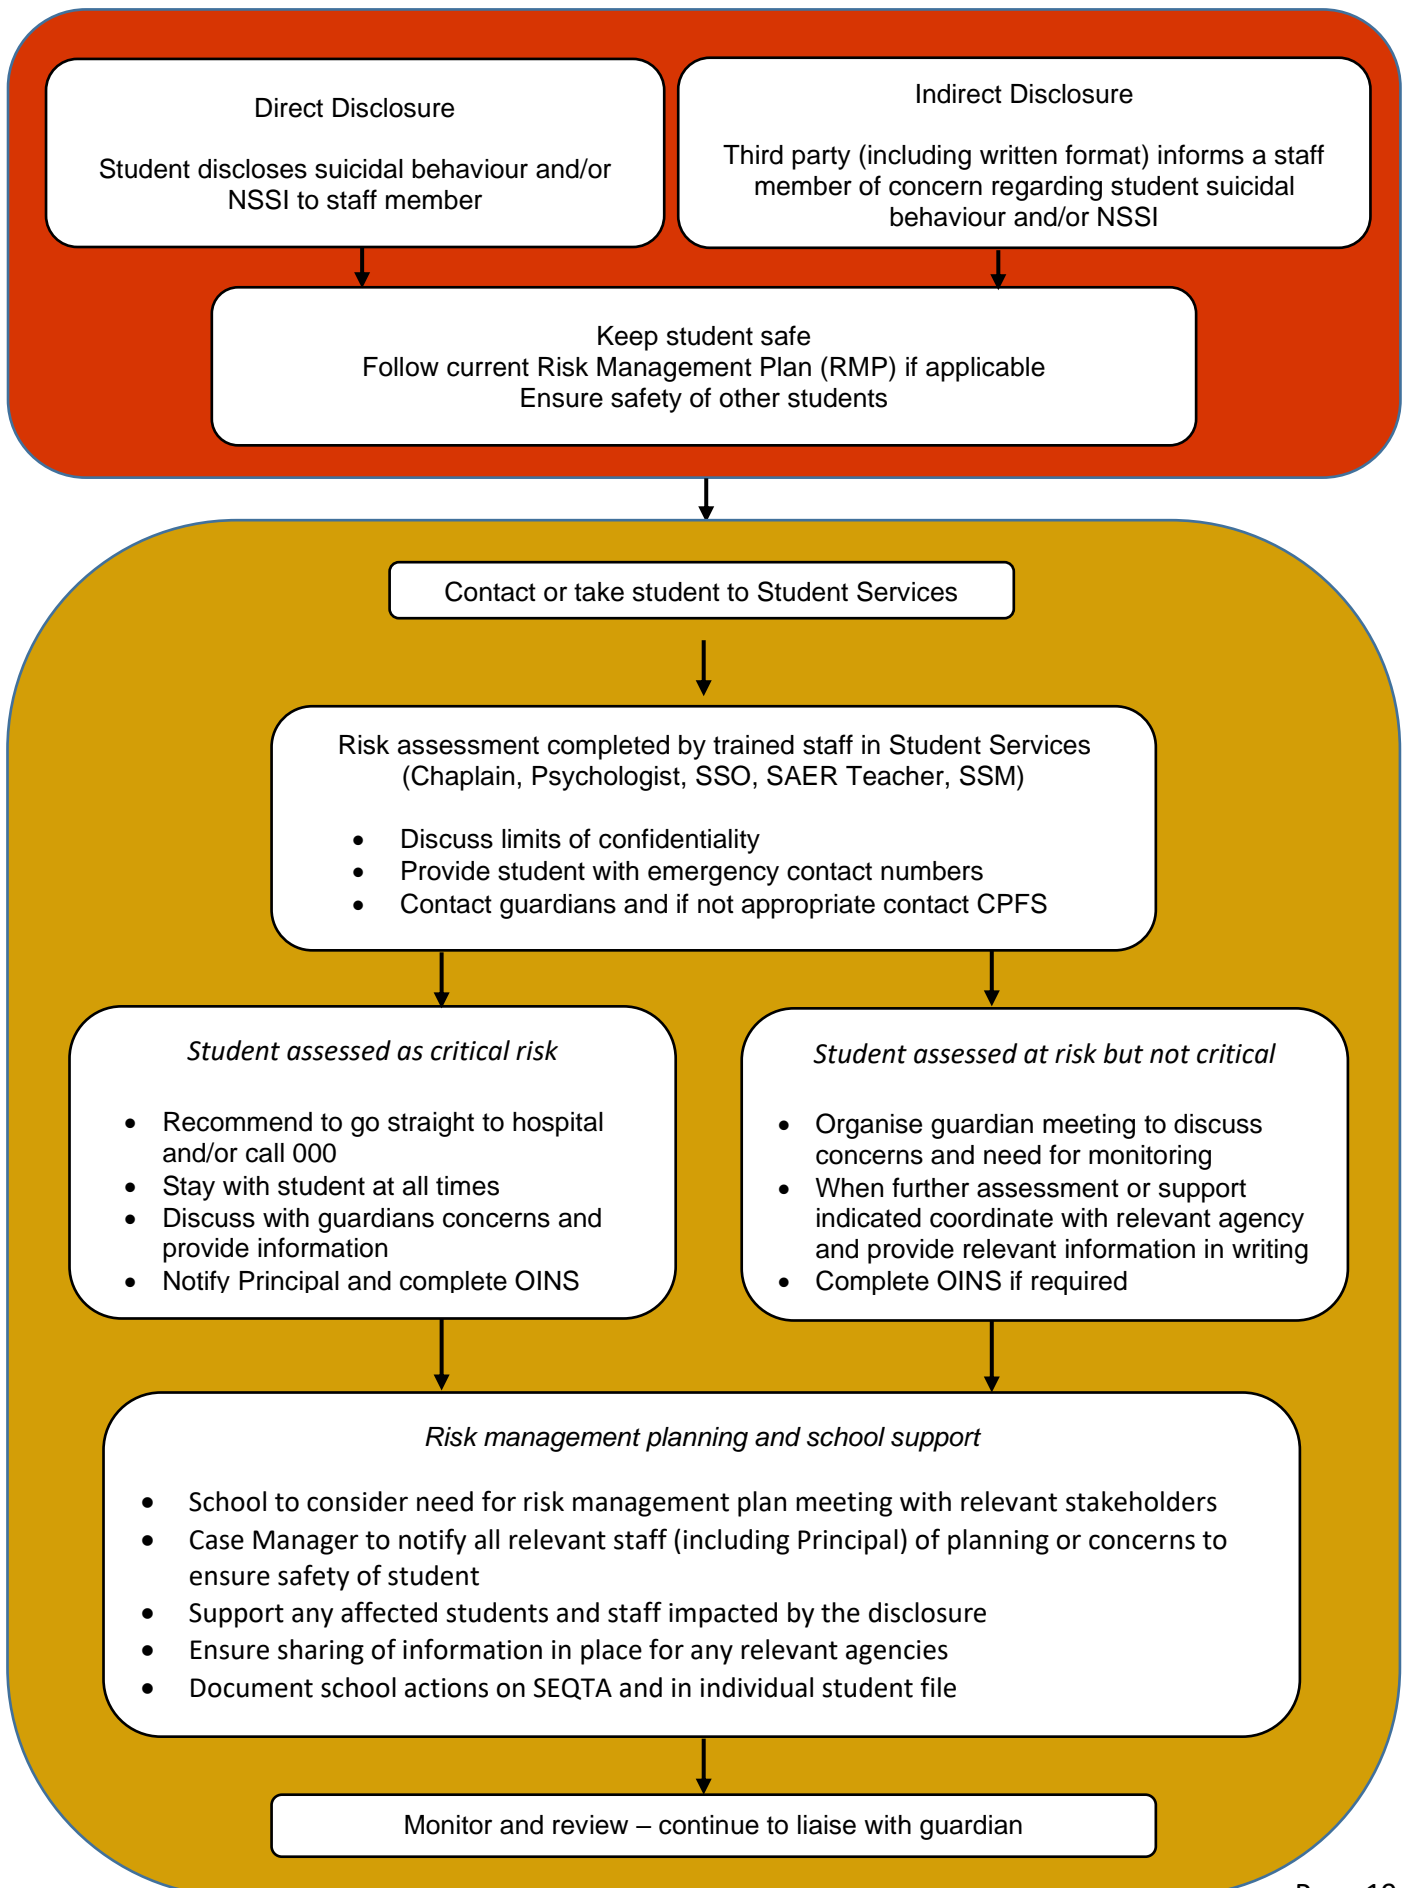 Direct Disclosure
Student discloses suicidal behaviour and/or
NSSI to staff member
Indirect Disclosure
Third party (including written format) informs a staff
member of concern regarding student suicidal
behaviour and/or NSSI
Keep student safe
Follow current Risk Management Plan (RMP) if applicable
Ensure safety of other students
Contact or take student to Student Services
Risk assessment completed by trained staff in Student Services
(Chaplain, Psychologist, SSO, SAER Teacher, SSM)
• Discuss limits of confidentiality
• Provide student with emergency contact numbers
• Contact guardians and if not appropriate contact CPFS
Student assessed as critical risk
• Recommend to go straight to hospital
and/or call 000
• Stay with student at all times
• Discuss with guardians concerns and
provide information
• Notify Principal and complete OINS
Student assessed at risk but not critical
• Organise guardian meeting to discuss
concerns and need for monitoring
• When further assessment or support
indicated coordinate with relevant agency
and provide relevant information in writing
• Complete OINS if required
Risk management planning and school support
• School to consider need for risk management plan meeting with relevant stakeholders
• Case Manager to notify all relevant staff (including Principal) of planning or concerns to
ensure safety of student
• Support any affected students and staff impacted by the disclosure
• Ensure sharing of information in place for any relevant agencies
• Document school actions on SEQTA and in individual student file
Monitor and review – continue to liaise with guardian